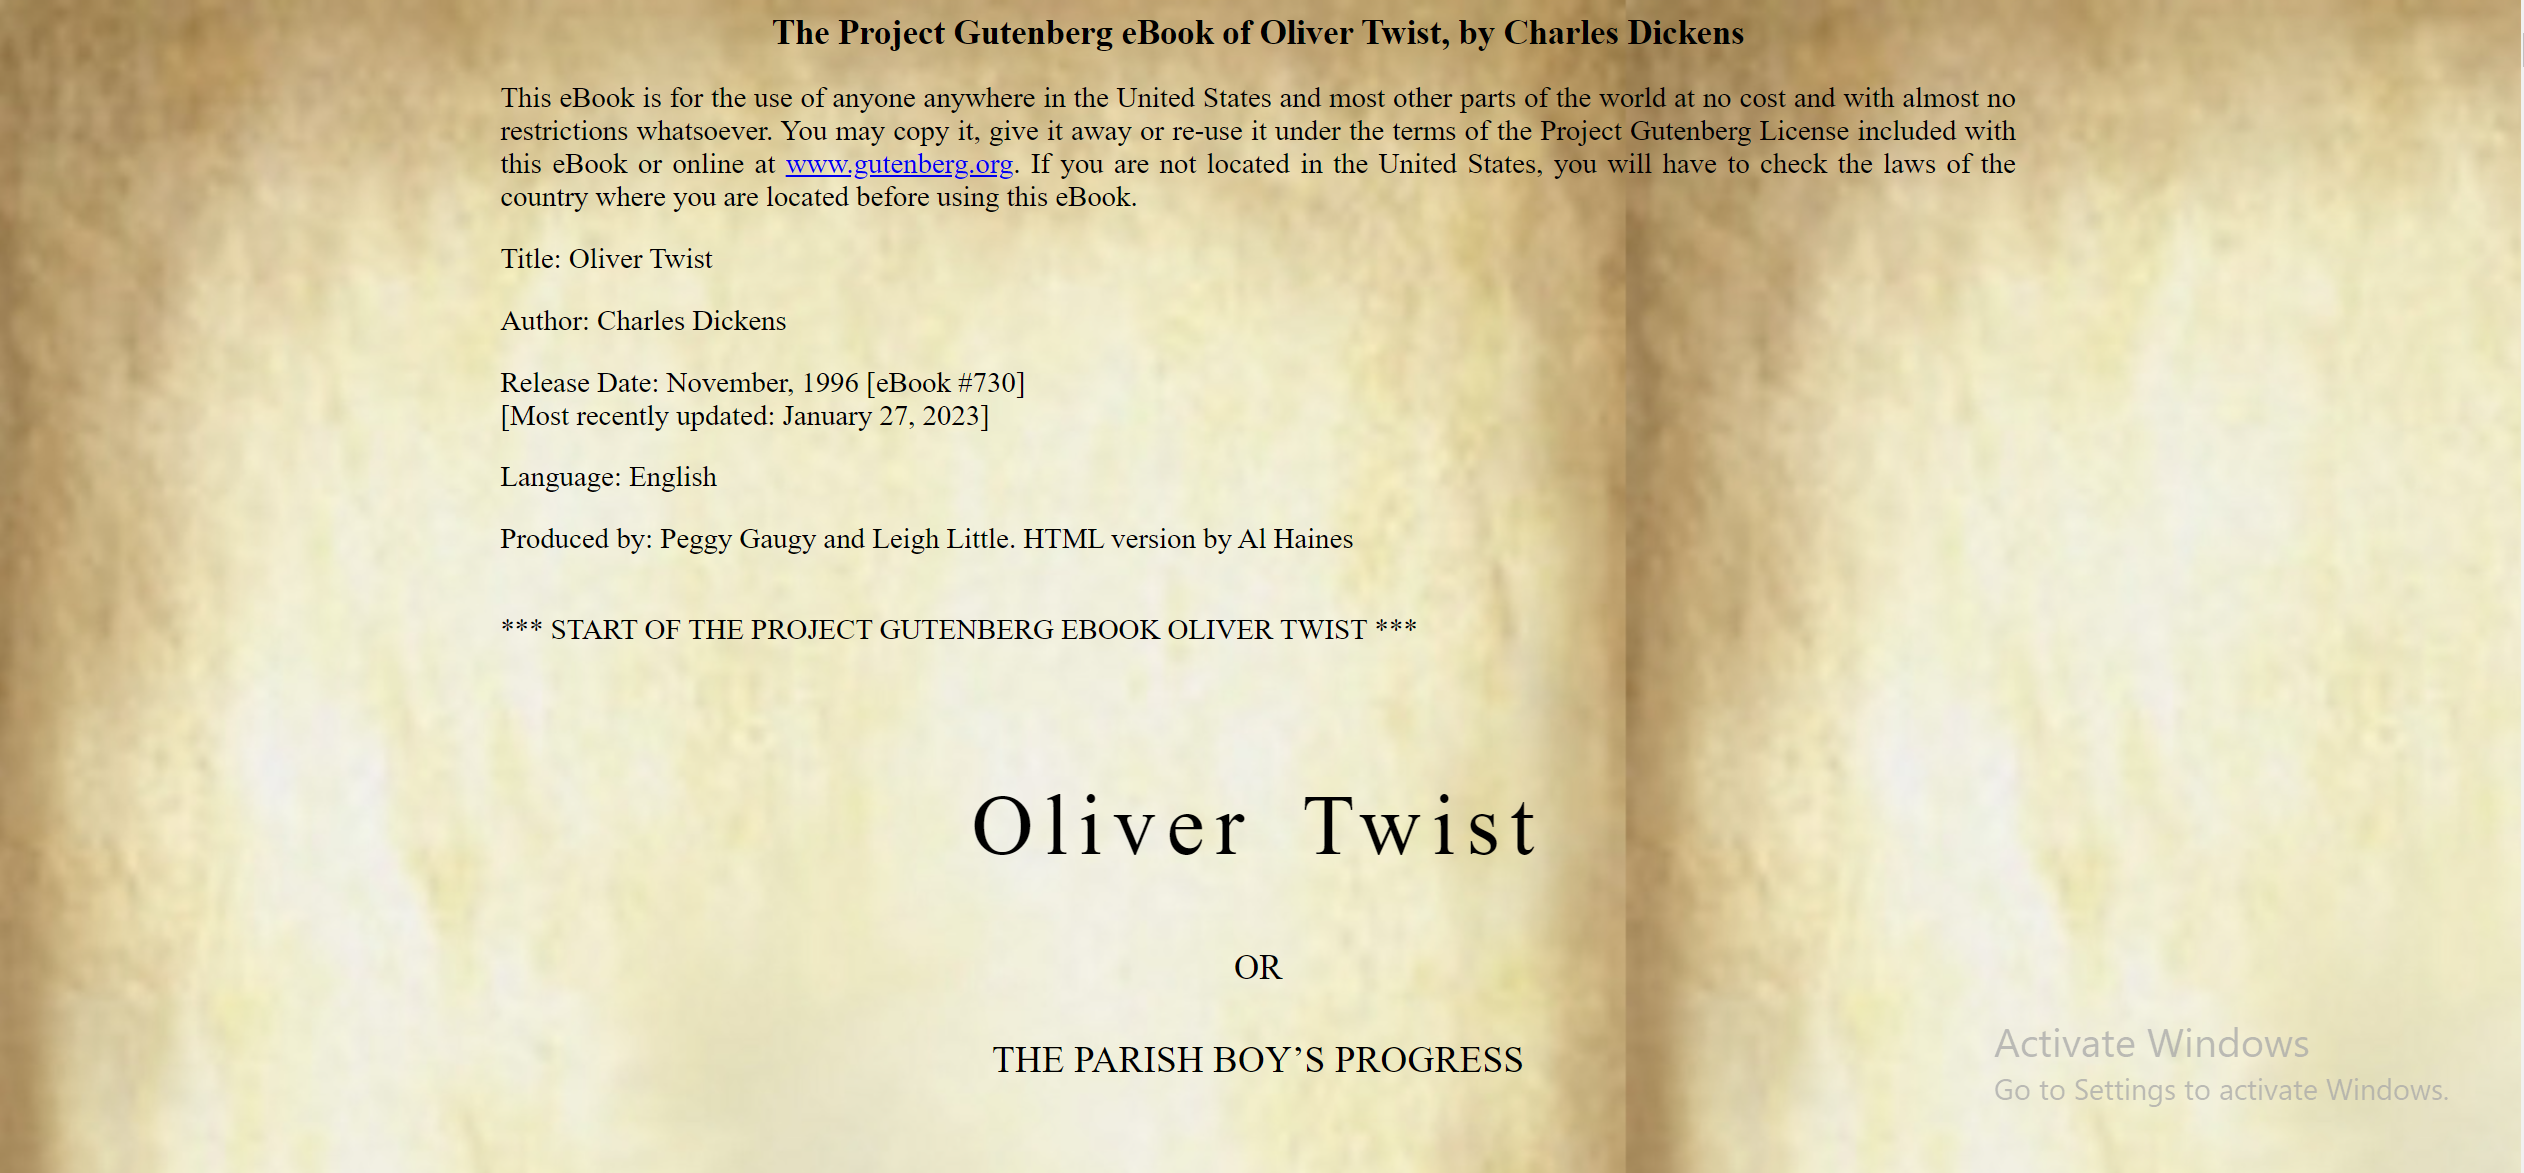 The Project Gutenberg eBook of Oliver Twist, by Charles Dickens
This eBook is for the use of anyone anywhere in the United States and most other parts of the world at no cost and with almost no
restrictions whatsoever. You may copy it, give it away or re-use it under the terms of the Project Gutenberg License included with
this eBook or online at www.gutenberg.org. If you are not located in the United States, you will have to check the laws of the
country where you are located before using this eBook.
Title: Oliver Twist
Author: Charles Dickens
Release Date: November, 1996 [eBook #730]
[Most recently updated: January 27, 2023]
Language: English
Produced by: Peggy Gaugy and Leigh Little. HTML version by Al Haines
*** START OF THE PROJECT GUTENBERG EBOOK OLIVER TWIST ***
Oliver Twist
OR
THE PARISH BOY’S PROGRESS
Activate Windows
Go to Settings to activate Windows.